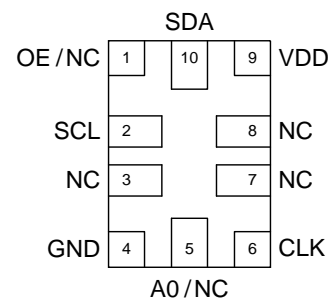 SDA
OE/NC 1 10 9 VDD
SCL 2 8 NC
NC 3 7 NC
GND 4 5 6 CLK
A0/NC